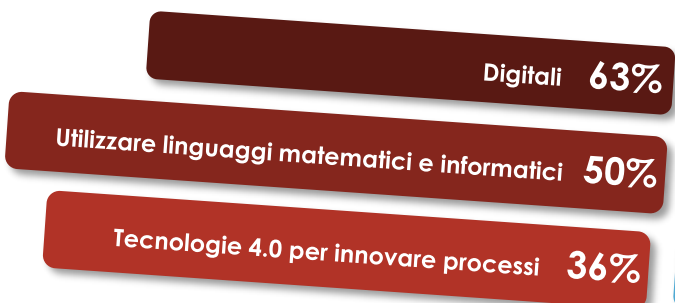 Digitali 63%
Utilizzare linguaggi matematici e informatici 50%
Tecnologie 4.0 per innovare processi 36%